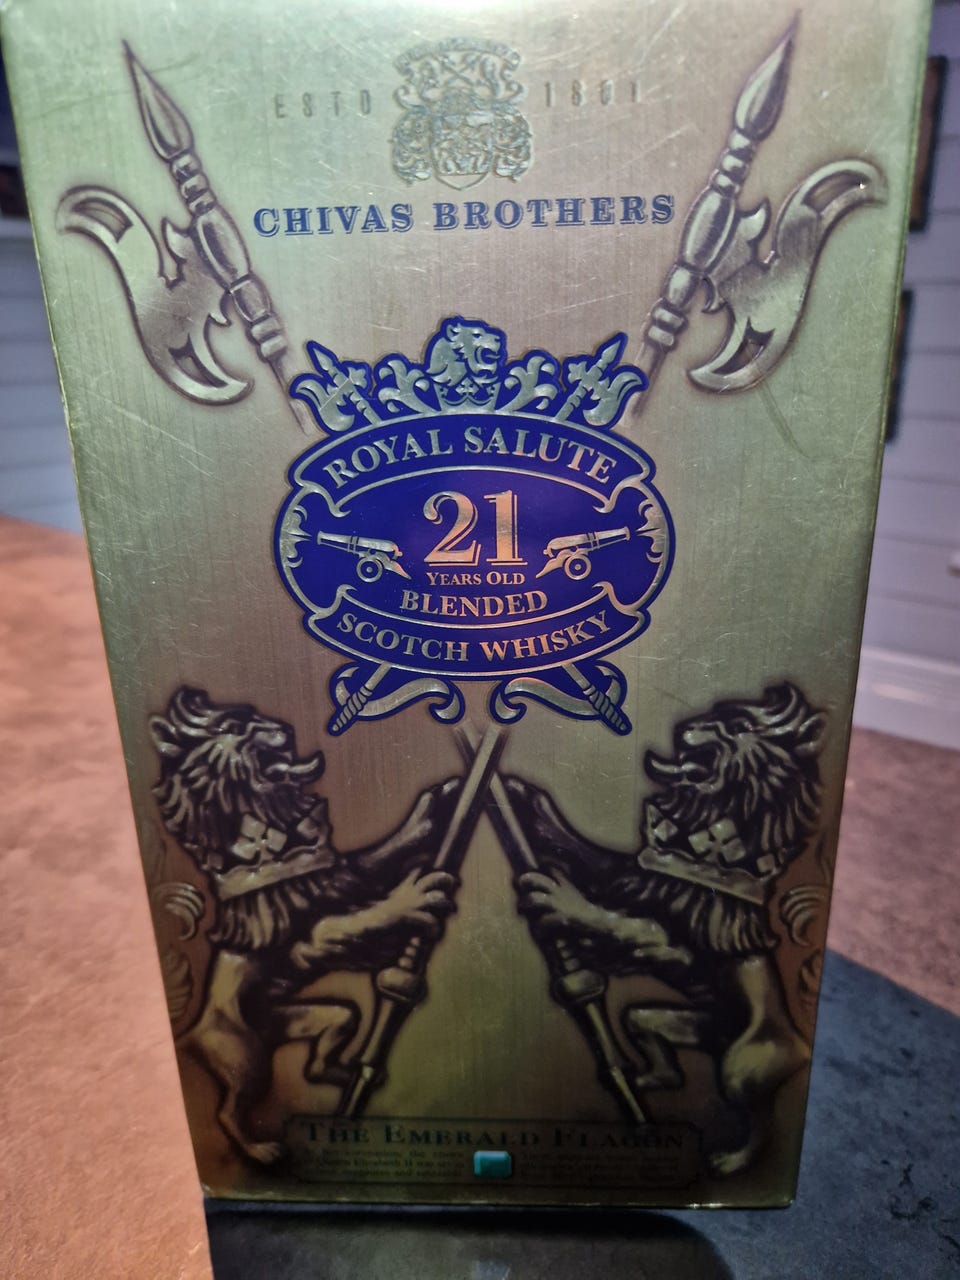 ESTD 1801
CHIVAS BROTHERS
ROYAL SALUTE
21
YEARS OLD
BLENDED
SCOTCH WHISKY
THE EMERALD FLAGON